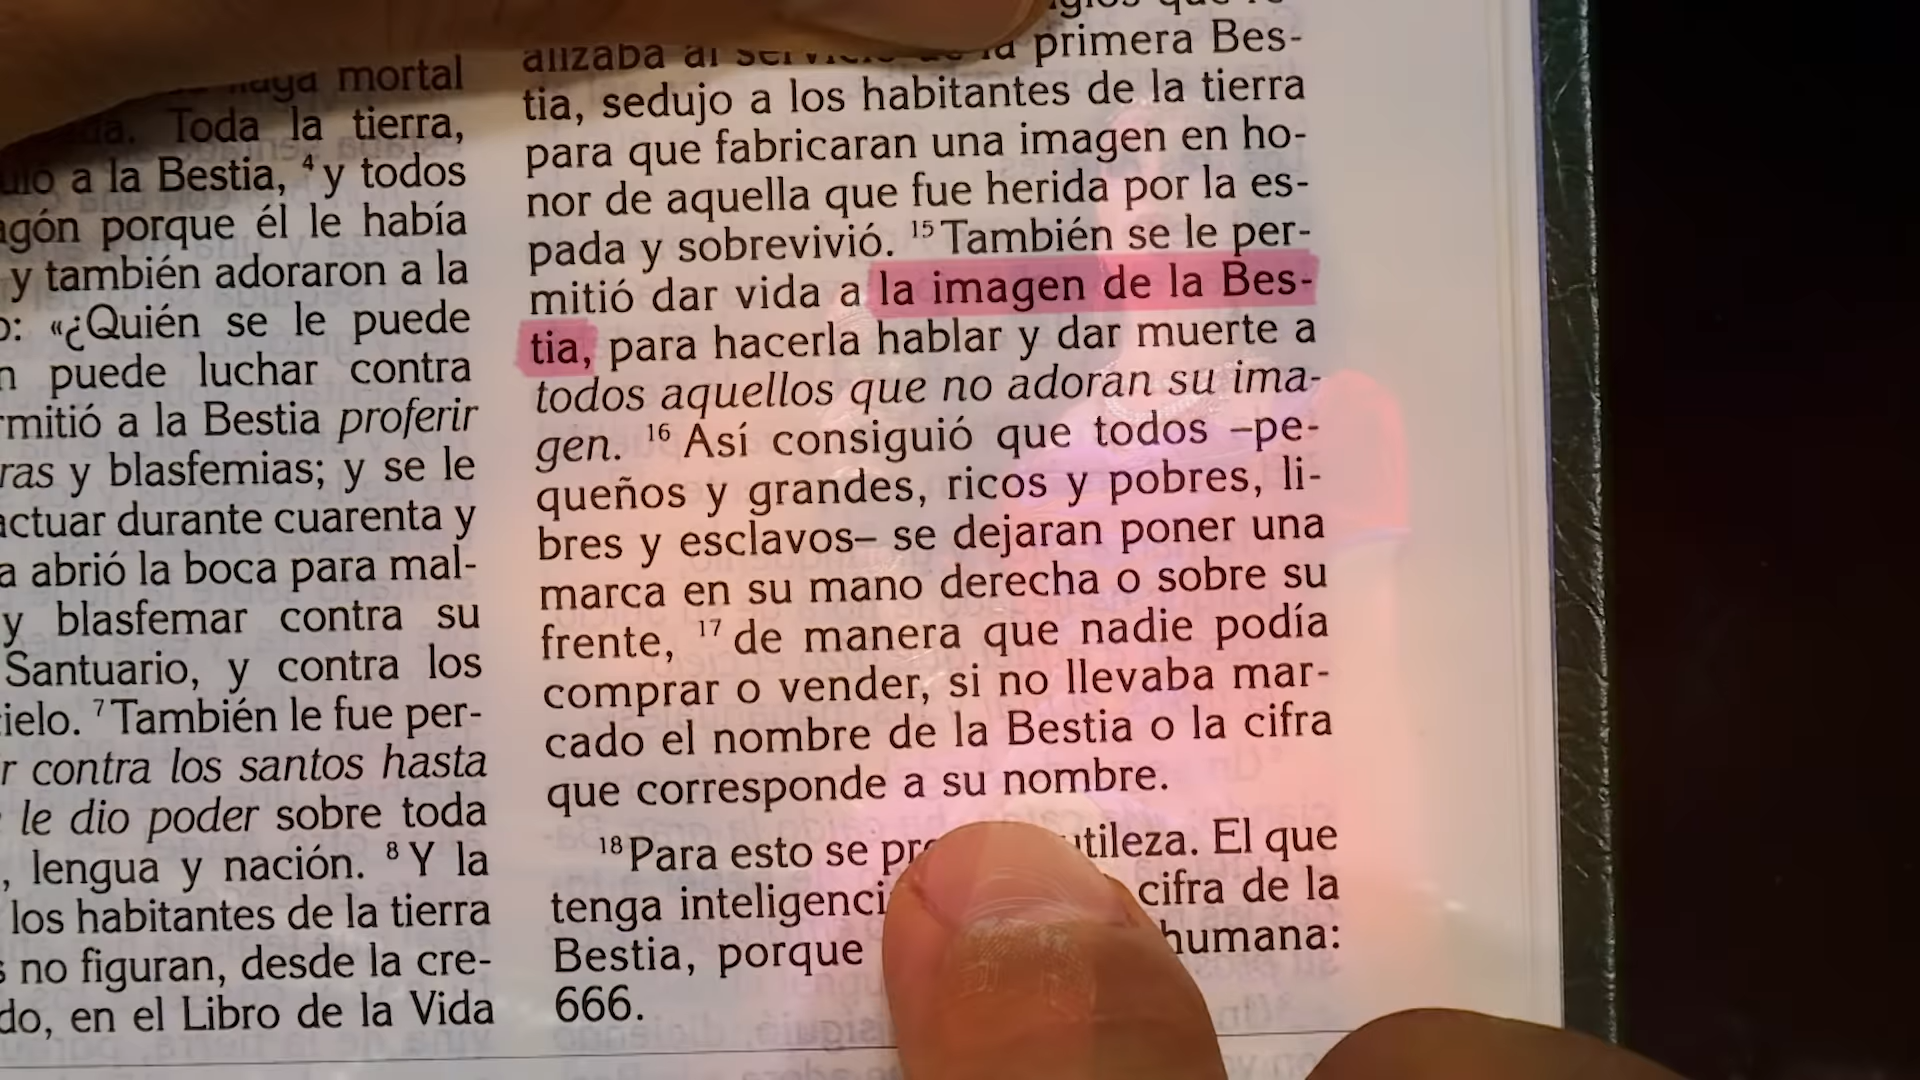 mortal
Toda la tierra,
a la Bestia, ⁴ y todos
agón porque él le había
y también adoraron a la
o: «¿Quién se le puede
n puede luchar contra
rmitió a la Bestia proferir
ras y blasfemias; y se le
actuar durante cuarenta y
a abrió la boca para mal-
y blasfemar contra su
Santuario, y contra los
cielo. ⁷ También le fue per-
r contra los santos hasta
le dio poder sobre toda
, lengua y nación. ⁸ Y la
los habitantes de la tierra
s no figuran, desde la cre-
do, en el Libro de la Vida
alizaba al servicio de la primera Bes-
tia, sedujo a los habitantes de la tierra
para que fabricaran una imagen en ho-
nor de aquella que fue herida por la es-
pada y sobrevivió. ¹⁵ También se le per-
mitió dar vida a la imagen de la Bes-
tia, para hacerla hablar y dar muerte a
todos aquellos que no adoran su ima-
gen. ¹⁶ Así consiguió que todos –pe-
queños y grandes, ricos y pobres, li-
bres y esclavos– se dejaran poner una
marca en su mano derecha o sobre su
frente, ¹⁷ de manera que nadie podía
comprar o vender, si no llevaba mar-
cado el nombre de la Bestia o la cifra
que corresponde a su nombre.
¹⁸ Para esto se El que
tenga cifra de la
Bestia, porque humana:
666.